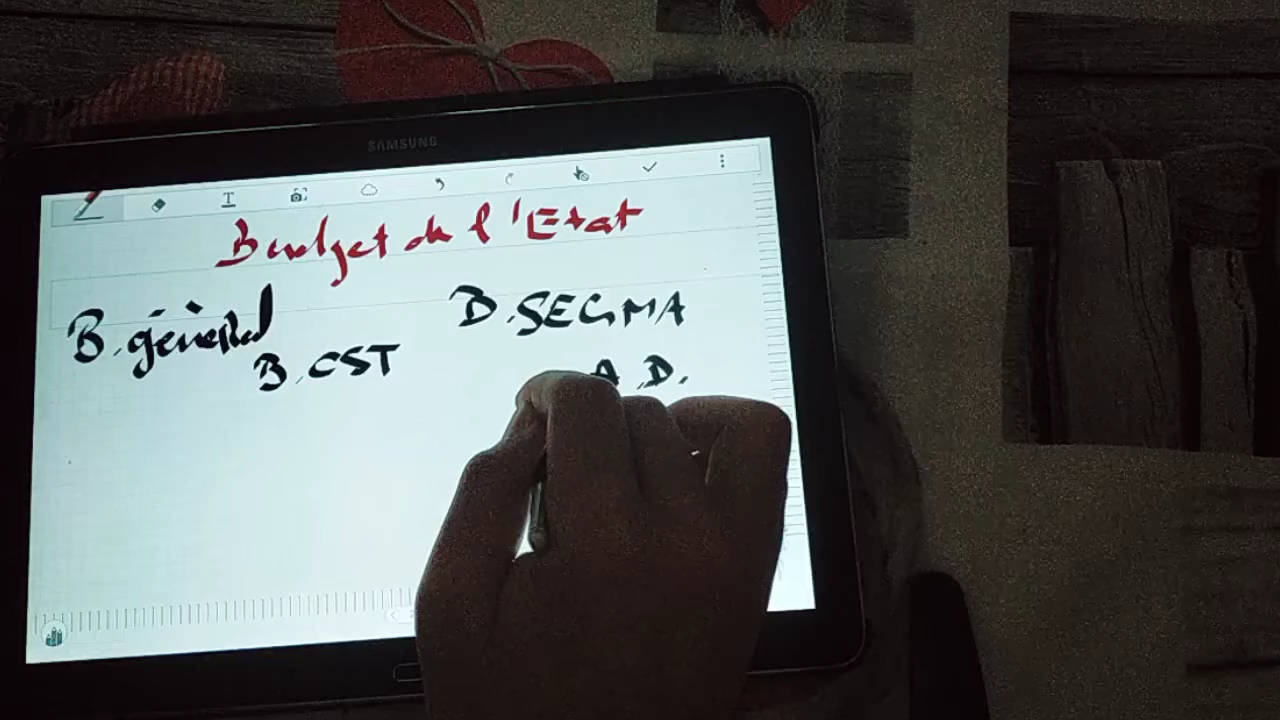 SAMSUNG
T
Budget de l'Etat
B. général
B. SEGMA
B. CST
A.D.